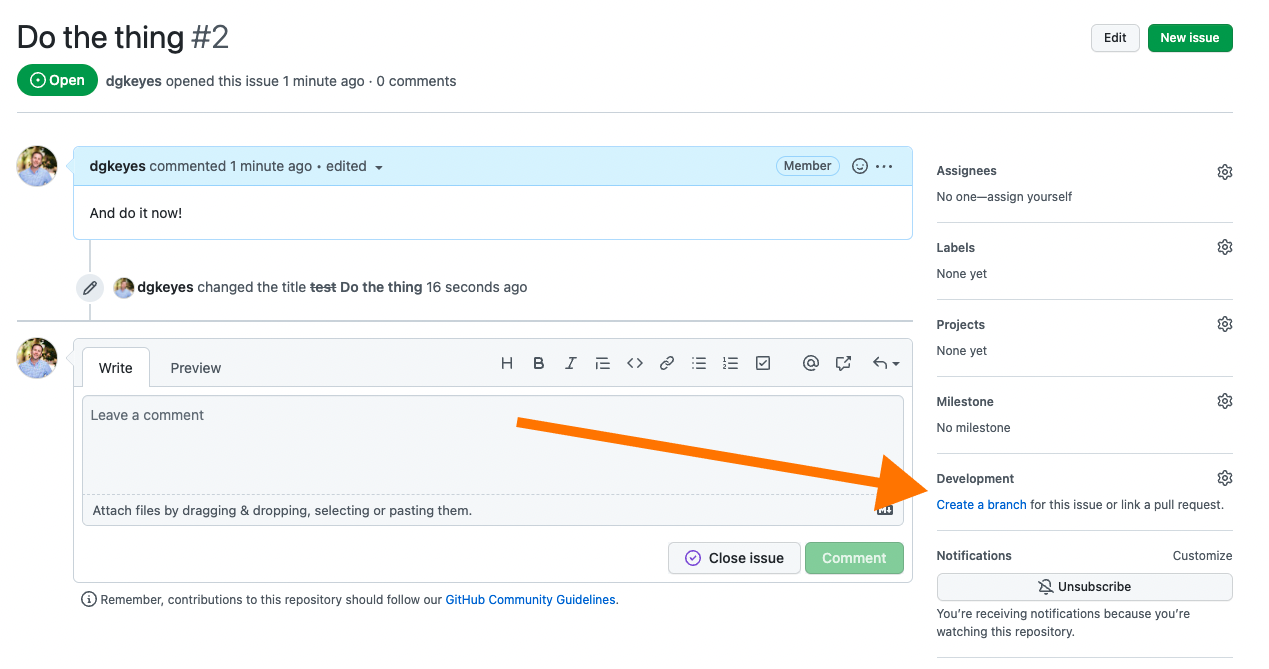 Do the thing #2
Edit
New issue
Open
dgkeyes opened this issue 1 minute ago · 0 comments
dgkeyes commented 1 minute ago • edited
Member
And do it now!
dgkeyes changed the title test Do the thing 16 seconds ago
Write
Preview
Leave a comment
Attach files by dragging & dropping, selecting or pasting them.
Close issue
Comment
Remember, contributions to this repository should follow our GitHub Community Guidelines.
Assignees
No one—assign yourself
Labels
None yet
Projects
None yet
Milestone
No milestone
Development
Create a branch for this issue or link a pull request.
Notifications
Customize
Unsubscribe
You're receiving notifications because you're
watching this repository.